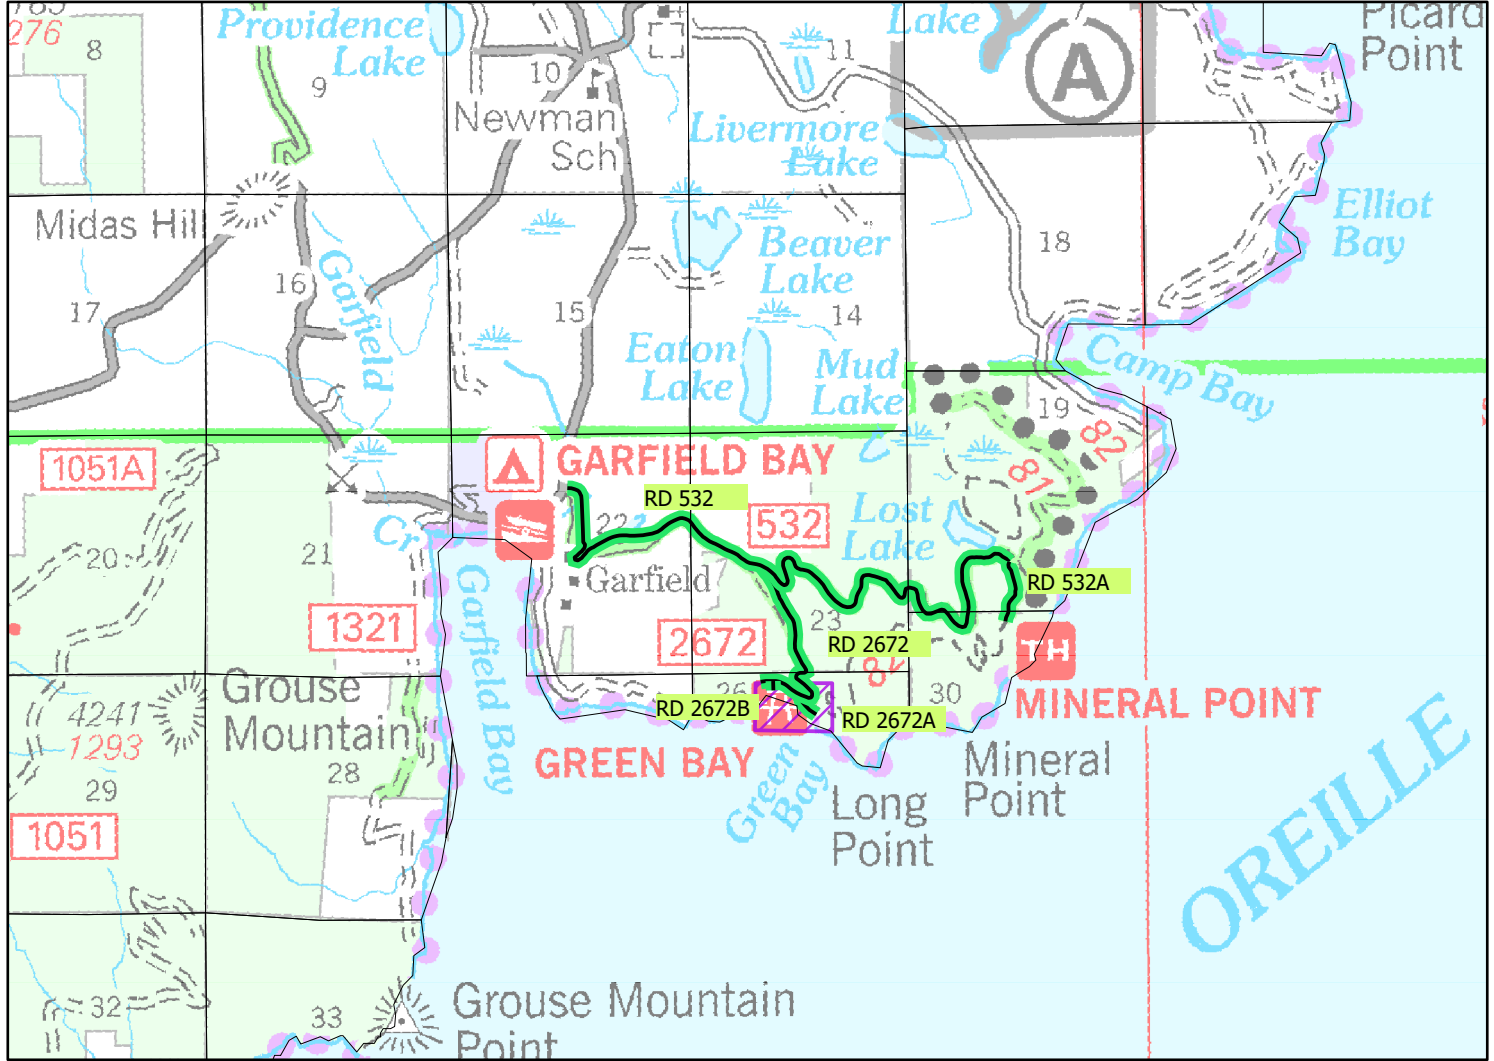 276
8
Providence
Lake
9
10
11
Lake
A
Picard
Point
Newman
Sch
Livermore
Lake
Midas Hill
Elliot
Bay
Beaver
Lake
18
16
Garfield
17
15
14
Eaton
Lake
Mud
Lake
Camp Bay
19
82
81
1051A
GARFIELD BAY
RD 532
22
532
Lost
Lake
Cr
20
21
Garfield
RD 532A
Garfield Bay
1321
23
2672
RD 2672
TH
82
MINERAL POINT
Grouse
Mountain
4241
1293
26
30
RD 2672B
RD 2672A
GREEN BAY
Green
Bay
Mineral
Point
28
29
Long
Point
1051
OREILLE
32
33
Grouse Mountain
Point